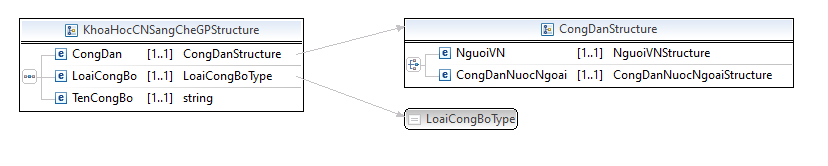 KhoaHocCNSangCheGPStructure
CongDan [1..1] CongDanStructure
LoaiCongBo [1..1] LoaiCongBoType
TenCongBo [1..1] string
CongDanStructure
NguoiVN [1..1] NguoiVNStructure
CongDanNuocNgoai [1..1] CongDanNuocNgoaiStructure
LoaiCongBoType